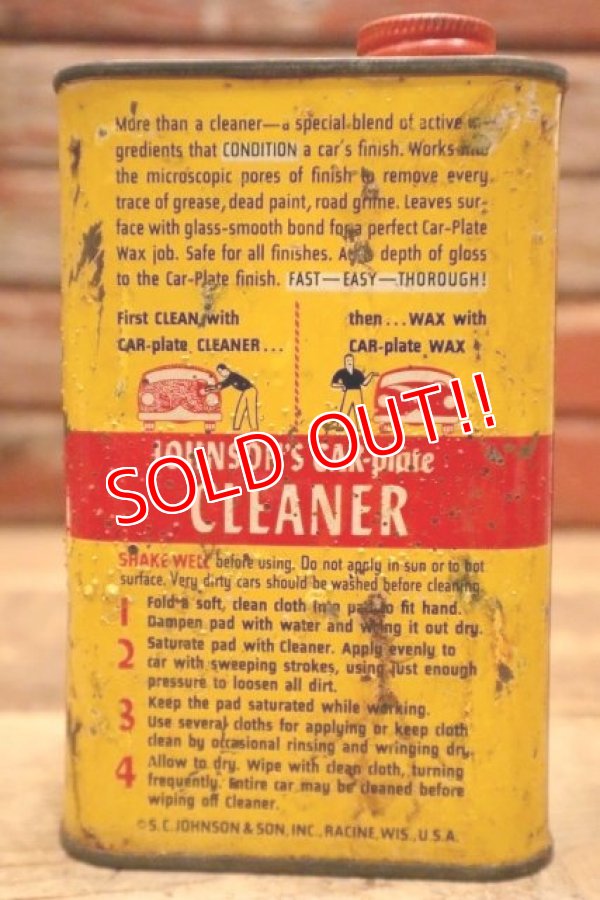 More than a cleaner—a special blend of active in-
gredients that CONDITION a car's finish. Works into
the microscopic pores of finish to remove every
trace of grease, dead paint, road grime. Leaves sur-
face with glass-smooth bond for a perfect Car-Plate
Wax job. Safe for all finishes. Adds depth of gloss
to the Car-Plate finish. FAST—EASY—THOROUGH!
First CLEAN with
CAR-plate CLEANER...
then...WAX with
CAR-plate WAX
SOLD OUT!!
JOHNSON'S CAR-plate
CLEANER
SHAKE WELL before using. Do not apply in sun or to hot
surface. Very dirty cars should be washed before cleaning.
1 Fold a soft, clean cloth into pad to fit hand.
Dampen pad with water and wring it out dry.
2 Saturate pad with Cleaner. Apply evenly to
car with sweeping strokes, using just enough
pressure to loosen all dirt.
3 Keep the pad saturated while working.
Use several cloths for applying or keep cloth
clean by occasional rinsing and wringing dry.
4 Allow to dry. Wipe with clean cloth, turning
frequently. Entire car may be cleaned before
wiping off Cleaner.
© S. C. JOHNSON & SON, INC., RACINE, WIS., U.S.A.